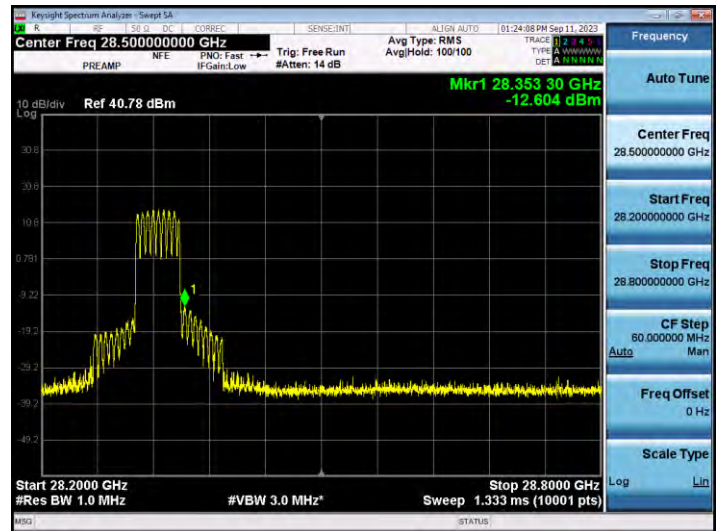 Keysight Spectrum Analyzer - Swept SA
R RF 50 Ω DC CORREC SENSE:INT ALIGN AUTO 01:24:08 PM Sep 11, 2023
Center Freq 28.500000000 GHz
PREAMP
NFE
PNO: Fast
IFGain:Low
Trig: Free Run
#Atten: 14 dB
Avg Type: RMS
Avg|Hold: 100/100
TRACE 1 2 3 4 5 6
TYPE A WWWWW
DET A N N N N N
Mkr1 28.353 30 GHz
-12.604 dBm
10 dB/div Ref 40.78 dBm
Log
30.8
20.8
10.8
0.781
-9.22
-19.2
-29.2
-39.2
-49.2
1
Start 28.2000 GHz Stop 28.8000 GHz
#Res BW 1.0 MHz #VBW 3.0 MHz* Sweep 1.333 ms (10001 pts)
MSG STATUS
Frequency
Auto Tune
Center Freq
28.500000000 GHz
Start Freq
28.200000000 GHz
Stop Freq
28.800000000 GHz
CF Step
60.000000 MHz
Auto Man
Freq Offset
0 Hz
Scale Type
Log Lin